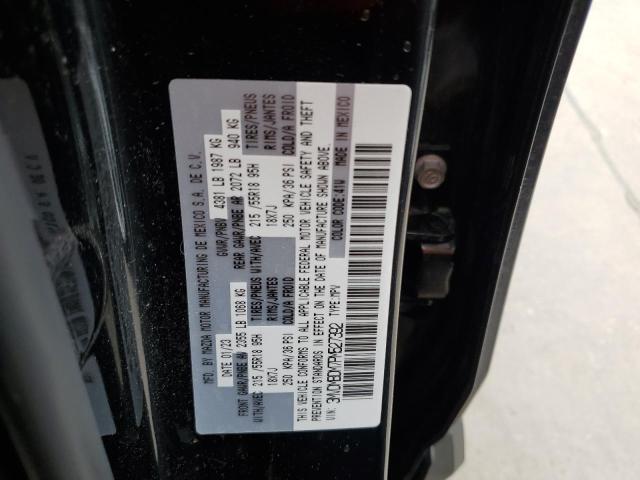 MFD. BY MAZDA MOTOR MANUFACTURING DE MEXICO S.A. DE C.V.
DATE 01/23 GVWR/PNBV 4381 LB 1987 KG
FRONT GAWR/PNBE AV 2355 LB 1068 KG REAR GAWR/PNBE AR 2072 LB 940 KG
WITH/AVEC 215 /55R18 95H TIRES/PNEUS WITH/AVEC 215 /55R18 95H TIRES/PNEUS
18X7J RIMS/JANTES 18X7J RIMS/JANTES
250 KPA/36 PSI COLD/A FROID 250 KPA/36 PSI COLD/A FROID
THIS VEHICLE CONFORMS TO ALL APPLICABLE FEDERAL MOTOR VEHICLE SAFETY AND THEFT
PREVENTION STANDARDS IN EFFECT ON THE DATE OF MANUFACTURE SHOWN ABOVE.
VIN: TYPE:MPV COLOR CODE:41W MADE IN MEXICO